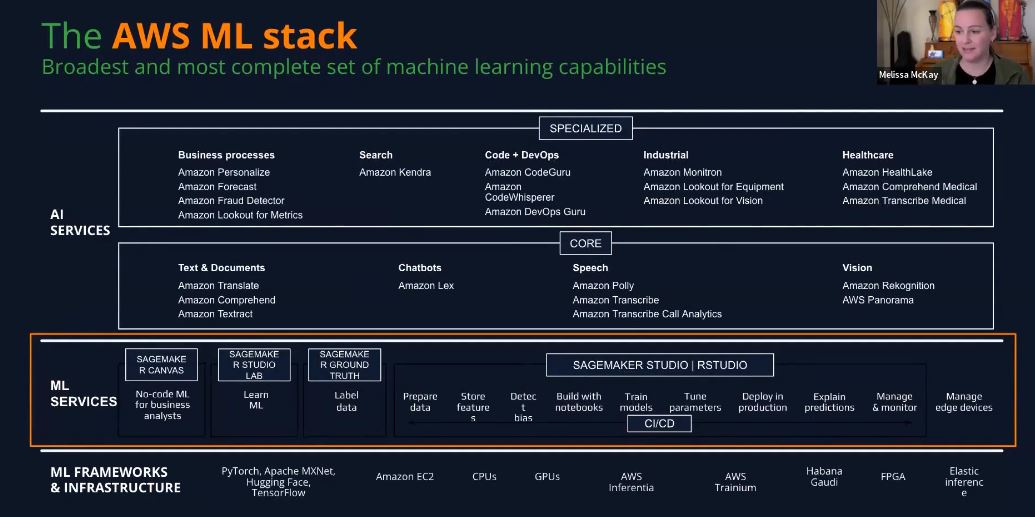 The AWS ML stack
Broadest and most complete set of machine learning capabilities
Melissa McKay
AI
SERVICES
SPECIALIZED
Business processes
Amazon Personalize
Amazon Forecast
Amazon Fraud Detector
Amazon Lookout for Metrics
Search
Amazon Kendra
Code + DevOps
Amazon CodeGuru
Amazon
CodeWhisperer
Amazon DevOps Guru
Industrial
Amazon Monitron
Amazon Lookout for Equipment
Amazon Lookout for Vision
Healthcare
Amazon HealthLake
Amazon Comprehend Medical
Amazon Transcribe Medical
CORE
Text & Documents
Amazon Translate
Amazon Comprehend
Amazon Textract
Chatbots
Amazon Lex
Speech
Amazon Polly
Amazon Transcribe
Amazon Transcribe Call Analytics
Vision
Amazon Rekognition
AWS Panorama
ML
SERVICES
SAGEMAKE
R CANVAS
No-code ML
for business
analysts
SAGEMAKE
R STUDIO
LAB
Learn
ML
SAGEMAKE
R GROUND
TRUTH
Label
data
SAGEMAKER STUDIO | RSTUDIO
Prepare
data
Store
feature
s
Detec
t
bias
Build with
notebooks
Train
models
Tune
parameters
Deploy in
production
Explain
predictions
Manage
& monitor
Manage
edge devices
CI/CD
ML FRAMEWORKS
& INFRASTRUCTURE
PyTorch, Apache MXNet,
Hugging Face,
TensorFlow
Amazon EC2
CPUs
GPUs
AWS
Inferentia
AWS
Trainium
Habana
Gaudi
FPGA
Elastic
inferenc
e